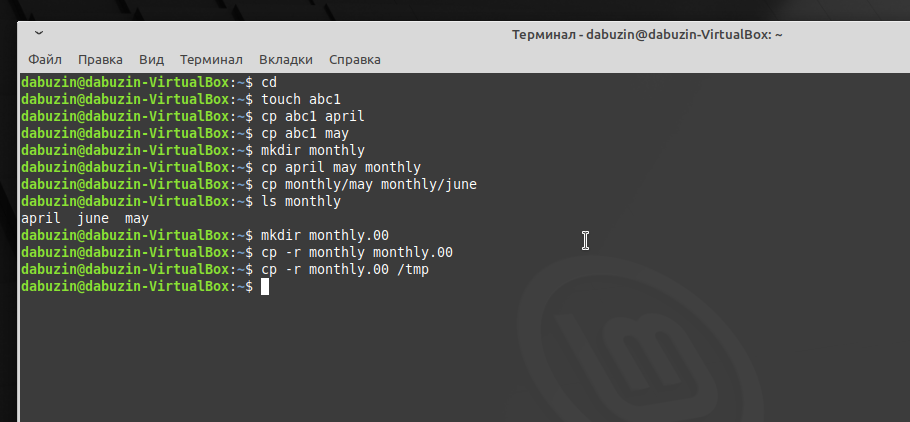 Терминал - dabuzin@dabuzin-VirtualBox: ~
Файл Правка Вид Терминал Вкладки Справка
dabuzin@dabuzin-VirtualBox:~$ cd
dabuzin@dabuzin-VirtualBox:~$ touch abc1
dabuzin@dabuzin-VirtualBox:~$ cp abc1 april
dabuzin@dabuzin-VirtualBox:~$ cp abc1 may
dabuzin@dabuzin-VirtualBox:~$ mkdir monthly
dabuzin@dabuzin-VirtualBox:~$ cp april may monthly
dabuzin@dabuzin-VirtualBox:~$ cp monthly/may monthly/june
dabuzin@dabuzin-VirtualBox:~$ ls monthly
april  june  may
dabuzin@dabuzin-VirtualBox:~$ mkdir monthly.00
dabuzin@dabuzin-VirtualBox:~$ cp -r monthly monthly.00
dabuzin@dabuzin-VirtualBox:~$ cp -r monthly.00 /tmp
dabuzin@dabuzin-VirtualBox:~$